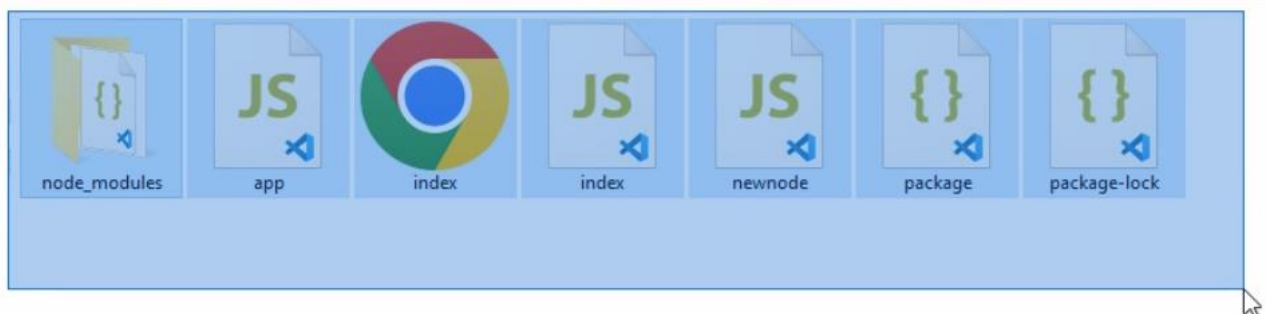 { }
JS
JS
JS
{ }
{ }
node_modules
app
index
index
newnode
package
package-lock